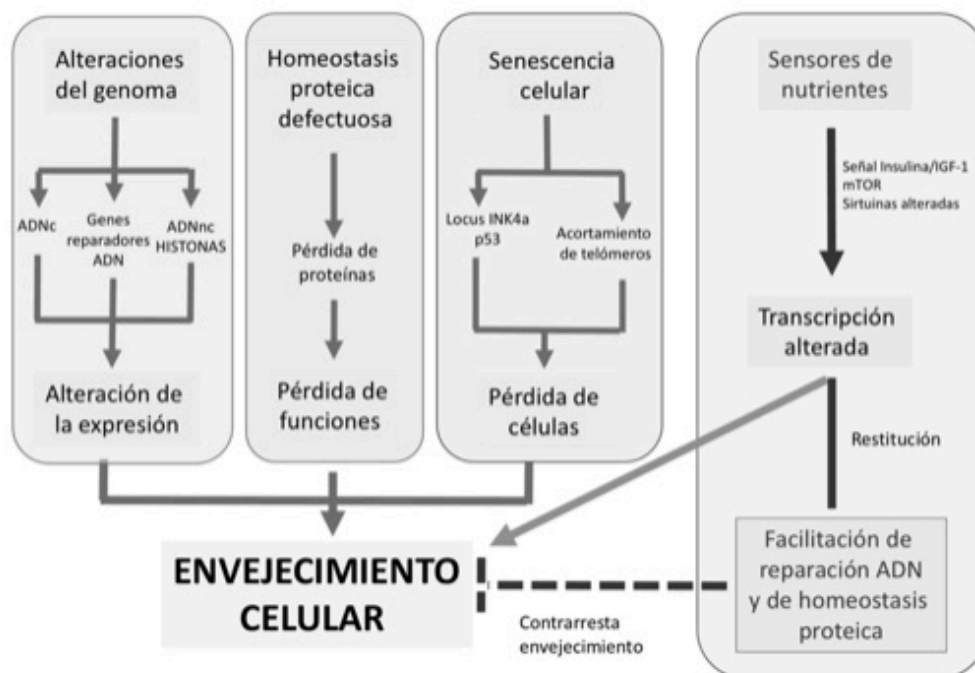 Alteraciones
del genoma
ADNc
Genes
reparadores
ADN
ADNnc
HISTONAS
Alteración de
la expresión
Homeostasis
proteica
defectuosa
Pérdida de
proteínas
Pérdida de
funciones
Senescencia
celular
Locus INK4a
p53
Acortamiento
de telómeros
Pérdida de
células
Sensores de
nutrientes
Señal Insulina/IGF-1
mTOR
Sirtuinas alteradas
Transcripción
alterada
Restitución
Facilitación de
reparación ADN
y de homeostasis
proteica
ENVEJECIMIENTO
CELULAR
Contrarresta
envejecimiento